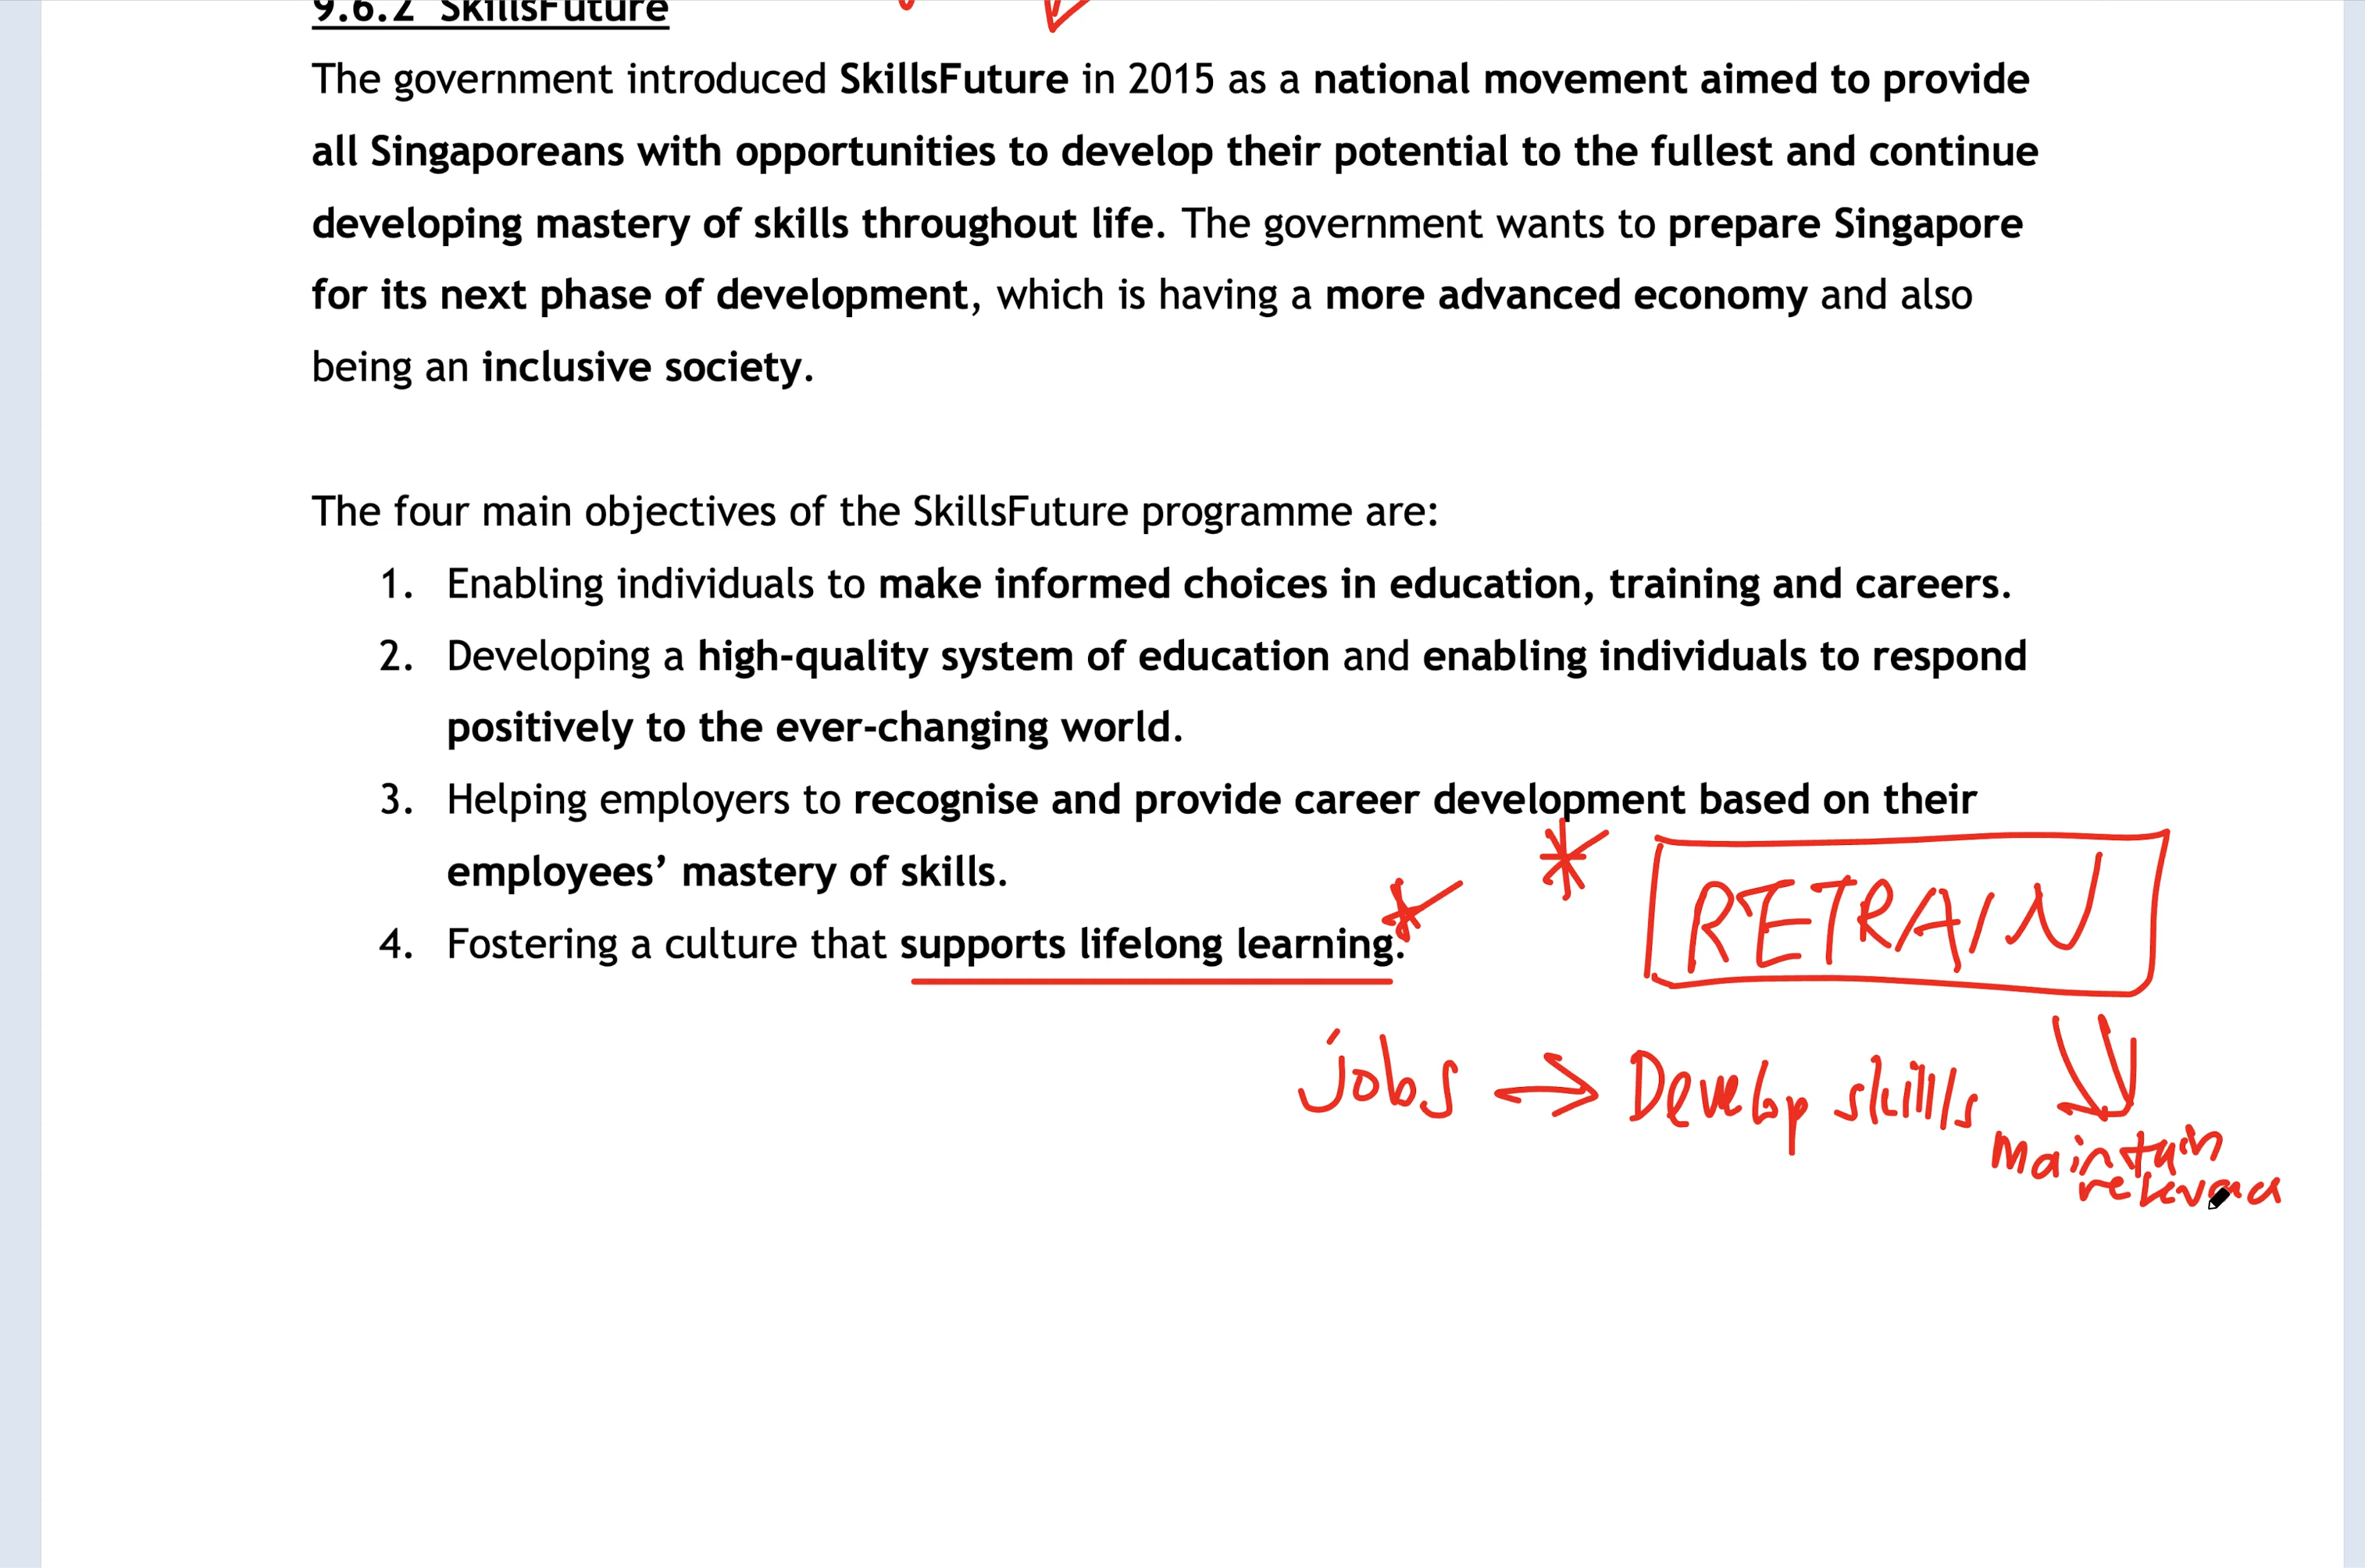 9.6.2 SkillsFuture
The government introduced SkillsFuture in 2015 as a national movement aimed to provide
all Singaporeans with opportunities to develop their potential to the fullest and continue
developing mastery of skills throughout life. The government wants to prepare Singapore
for its next phase of development, which is having a more advanced economy and also
being an inclusive society.
The four main objectives of the SkillsFuture programme are:
1. Enabling individuals to make informed choices in education, training and careers.
2. Developing a high-quality system of education and enabling individuals to respond
positively to the ever-changing world.
3. Helping employers to recognise and provide career development based on their
employees’ mastery of skills.
4. Fostering a culture that supports lifelong learning.*
* RETRAIN
jobs → Develop skills
maintain